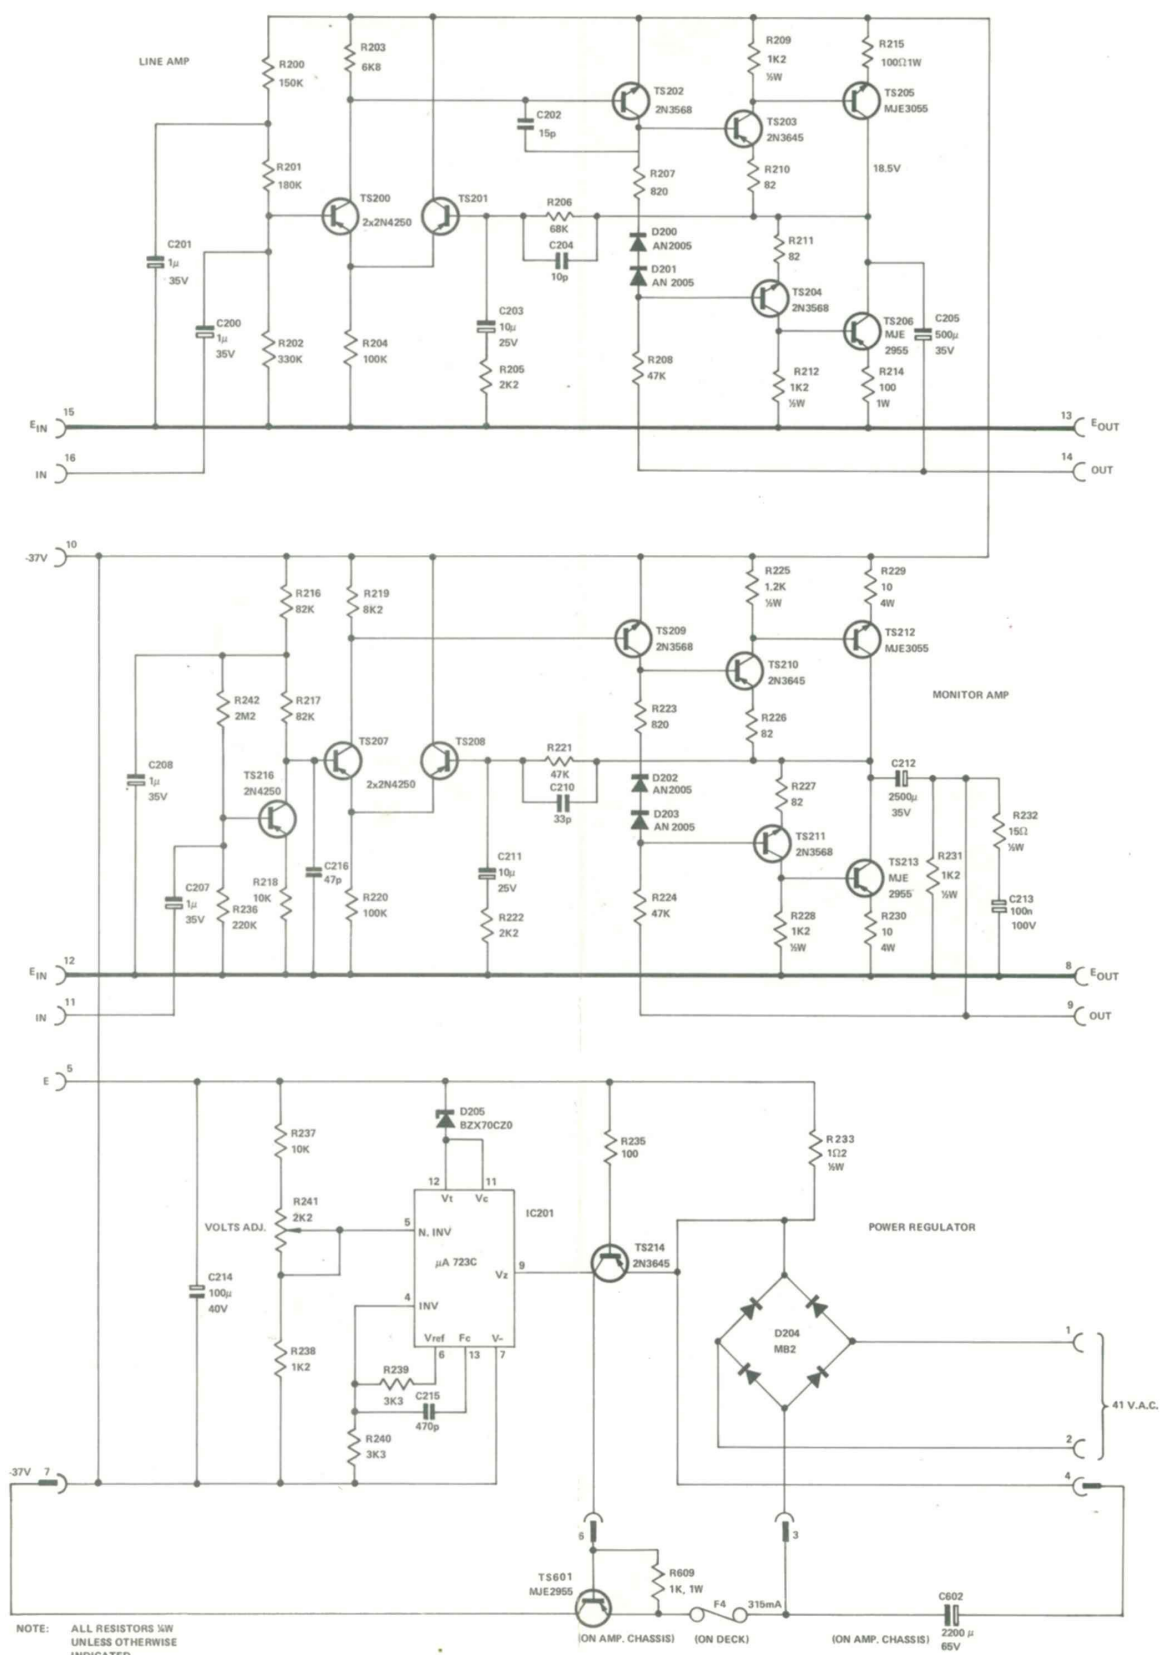 LINE AMP
R200
150K
R203
6K8
R209
1K2
½W
R215
100Ω1W
TS202
2N3568
TS205
MJE3055
C202
15p
TS203
2N3645
R201
180K
R207
820
R210
82
18.5V
TS200
2x2N4250
TS201
R206
68K
C204
10p
D200
AN2005
R211
82
C201
1µ
35V
D201
AN 2005
TS204
2N3568
C200
1µ
35V
C203
10µ
25V
TS206
MJE
2955
C205
500µ
35V
R202
330K
R204
100K
R205
2K2
R208
47K
R212
1K2
½W
R214
100
1W
EIN
15
13
EOUT
IN
16
14
OUT
-37V
10
R216
82K
R219
8K2
R225
1.2K
½W
R229
10
4W
TS209
2N3568
TS212
MJE3055
TS210
2N3645
MONITOR AMP
R242
2M2
R217
82K
R223
820
R226
82
TS207
2x2N4250
TS208
R221
47K
C210
33p
C208
1µ
35V
TS216
2N4250
D202
AN2005
R227
82
C212
2500µ
35V
D203
AN 2005
R232
15Ω
½W
TS211
2N3568
C207
1µ
35V
R218
10K
C216
47p
C211
10µ
25V
TS213
MJE
2955
R231
1K2
½W
R236
220K
R220
100K
R222
2K2
R224
47K
R228
1K2
½W
R230
10
4W
C213
100n
100V
EIN
12
8
EOUT
IN
11
9
OUT
E
5
D205
BZX70CZ0
R237
10K
R235
100
R233
1Ω2
½W
12
11
Vt
Vc
IC201
R241
2K2
VOLTS ADJ.
5
N. INV
POWER REGULATOR
TS214
2N3645
µA 723C
Vz
9
C214
100µ
40V
4
INV
D204
MB2
1
Vref
Fc
V–
6
13
7
R238
1K2
R239
3K3
C215
470p
41 V.A.C.
R240
3K3
2
-37V
7
4
6
3
TS601
MJE2955
R609
1K, 1W
F4
315mA
C602
2200 µ
65V
(ON AMP. CHASSIS)
(ON DECK)
(ON AMP. CHASSIS)
NOTE:
ALL RESISTORS ¼W
UNLESS OTHERWISE
INDICATED